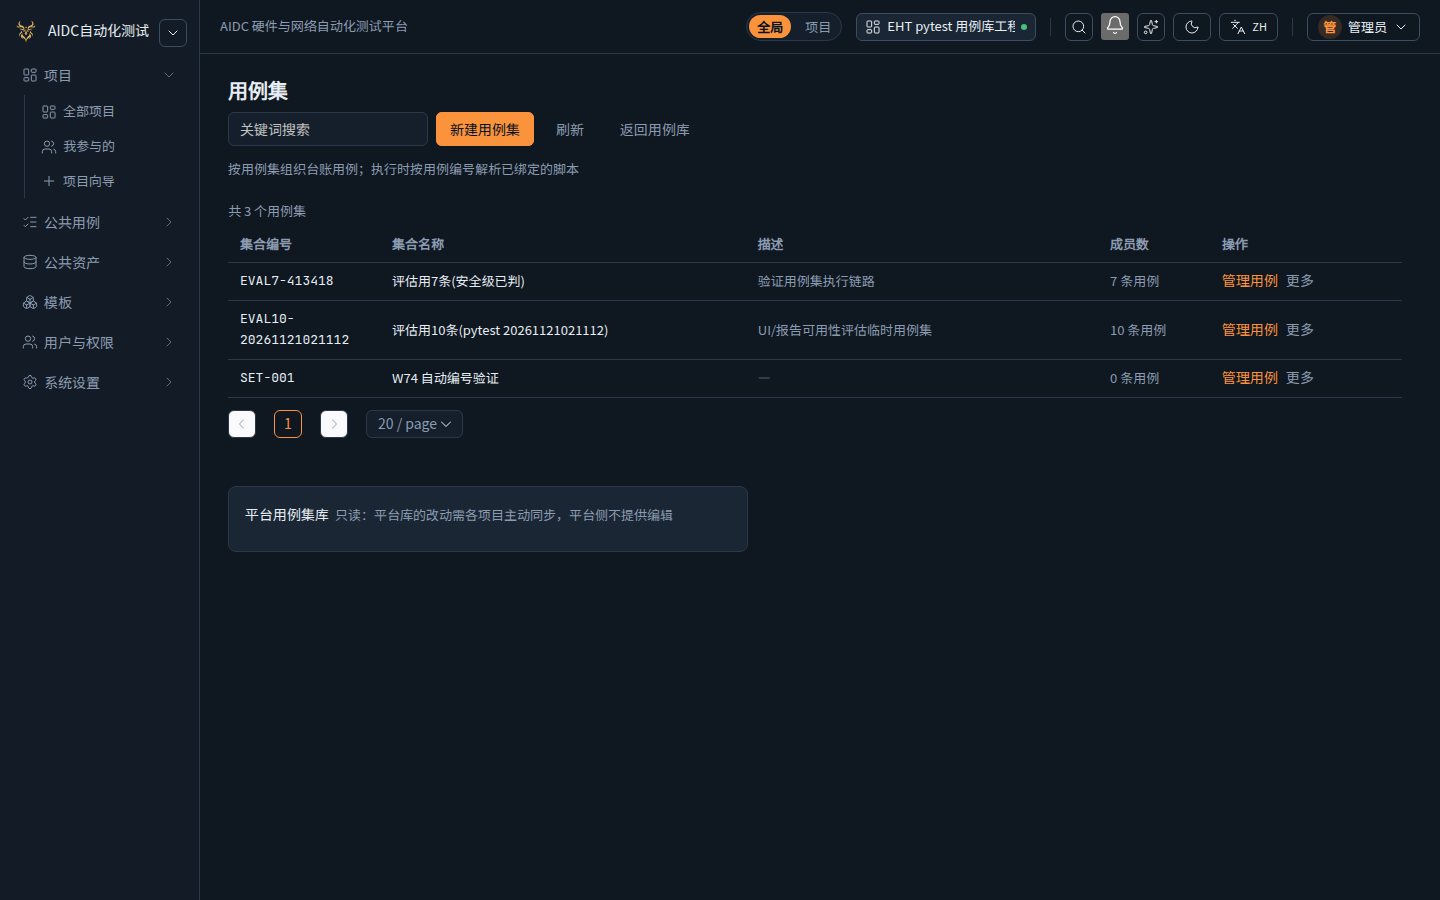 AIDC自动化测试
AIDC 硬件与网络自动化测试平台
全局
项目
EHT pytest 用例库工程
ZH
管
管理员
项目
全部项目
我参与的
项目向导
公共用例
公共资产
模板
用户与权限
系统设置
用例集
关键词搜索
新建用例集
刷新
返回用例库
按用例集组织台账用例；执行时按用例编号解析已绑定的脚本
共 3 个用例集
集合编号 集合名称 描述 成员数 操作
EVAL7-413418 评估用7条(安全级已判) 验证用例集执行链路 7 条用例 管理用例 更多
EVAL10-
20261121021112 评估用10条(pytest 20261121021112) UI/报告可用性评估临时用例集 10 条用例 管理用例 更多
SET-001 W74 自动编号验证 — 0 条用例 管理用例 更多
1
20 / page
平台用例集库 只读：平台库的改动需各项目主动同步，平台侧不提供编辑